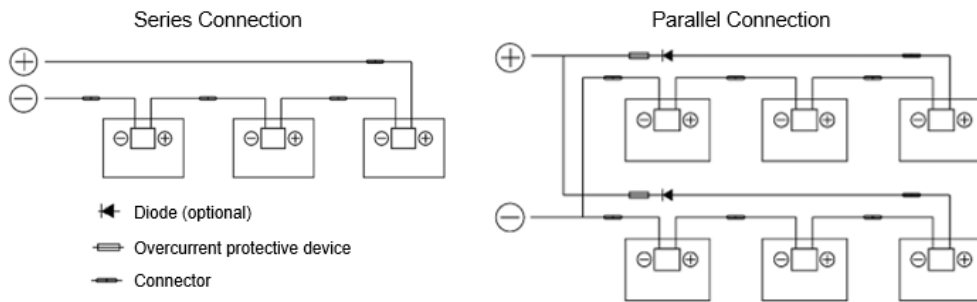 Series Connection
Parallel Connection
Diode (optional)
Overcurrent protective device
Connector